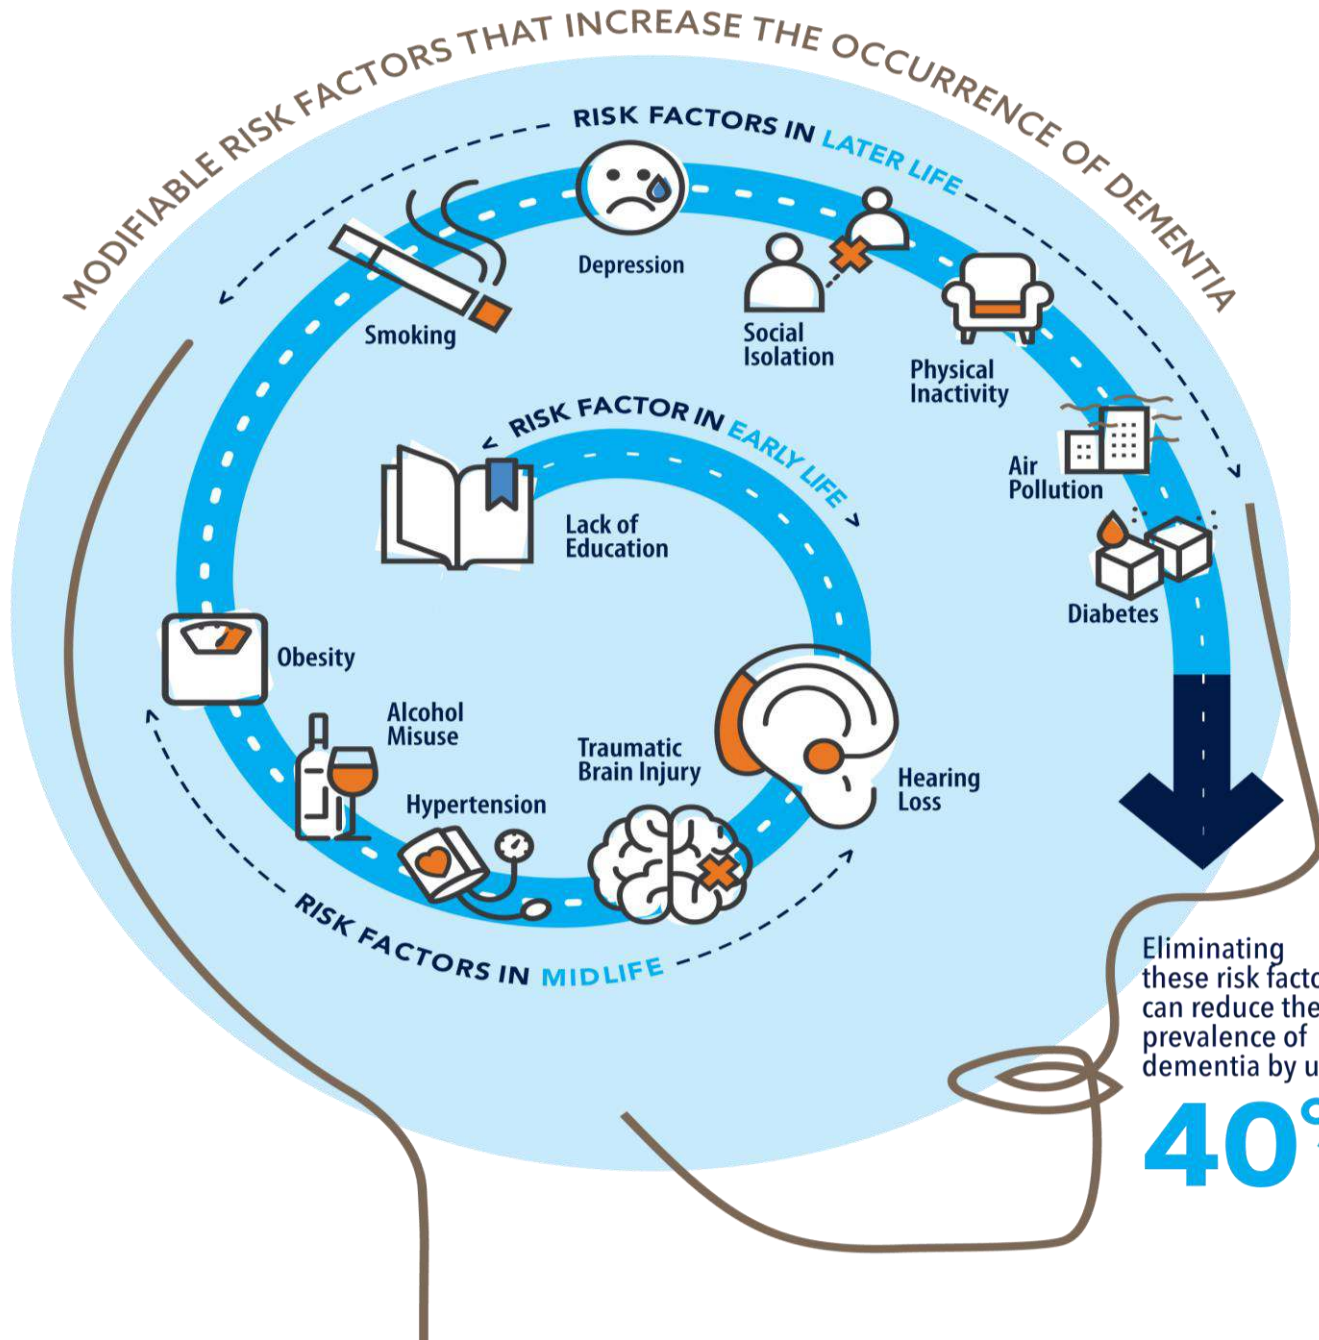 MODIFIABLE RISK FACTORS THAT INCREASE THE OCCURRENCE OF DEMENTIA
RISK FACTORS IN LATER LIFE
Depression
Smoking
Social
Isolation
Physical
Inactivity
Air
Pollution
Diabetes
RISK FACTOR IN EARLY LIFE
Lack of
Education
Obesity
Alcohol
Misuse
Hypertension
Traumatic
Brain Injury
Hearing
Loss
RISK FACTORS IN MIDLIFE
Eliminating
these risk facto
can reduce the
prevalence of
dementia by u
40%